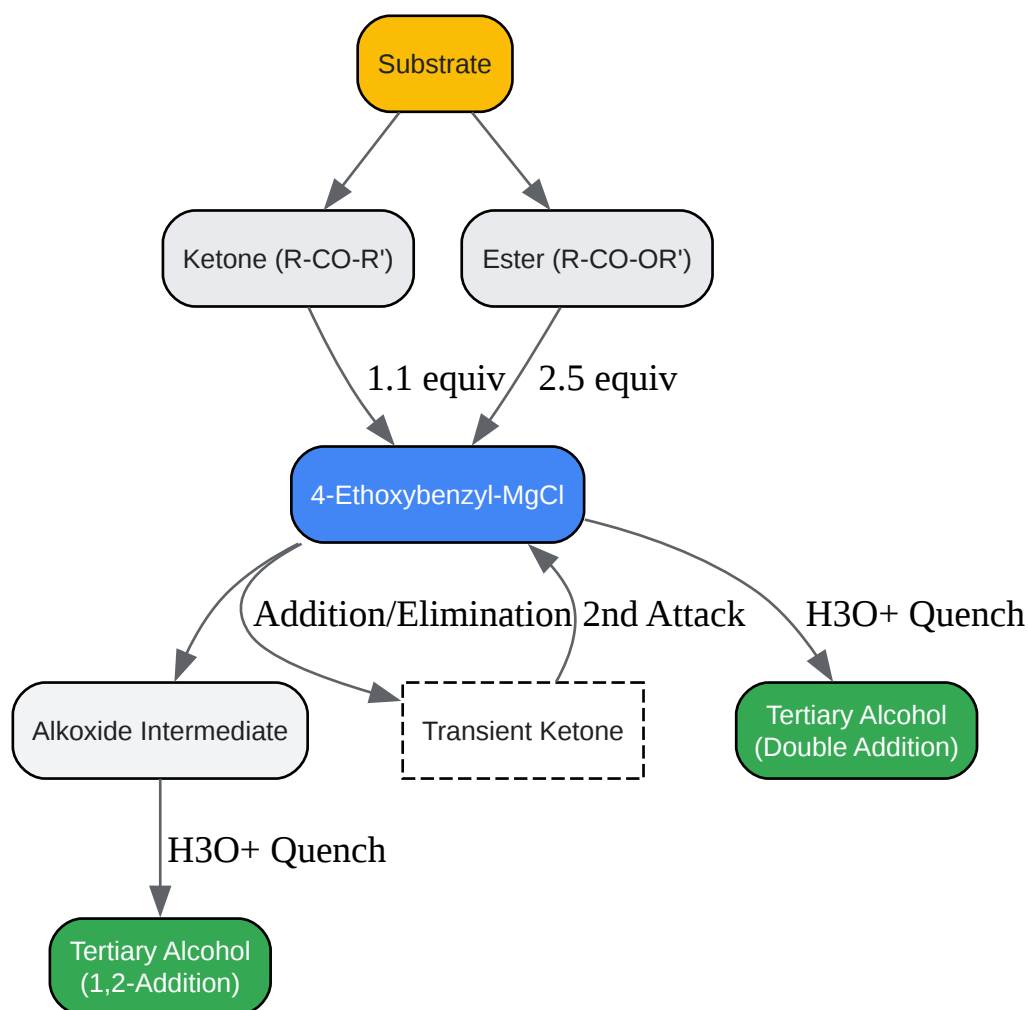 Substrate
Ketone (R-CO-R')
Ester (R-CO-OR')
1.1 equiv
2.5 equiv
4-Ethoxybenzyl-MgCl
Addition/Elimination
2nd Attack
H3O+ Quench
Alkoxide Intermediate
Transient Ketone
Tertiary Alcohol
(Double Addition)
H3O+ Quench
Tertiary Alcohol
(1,2-Addition)